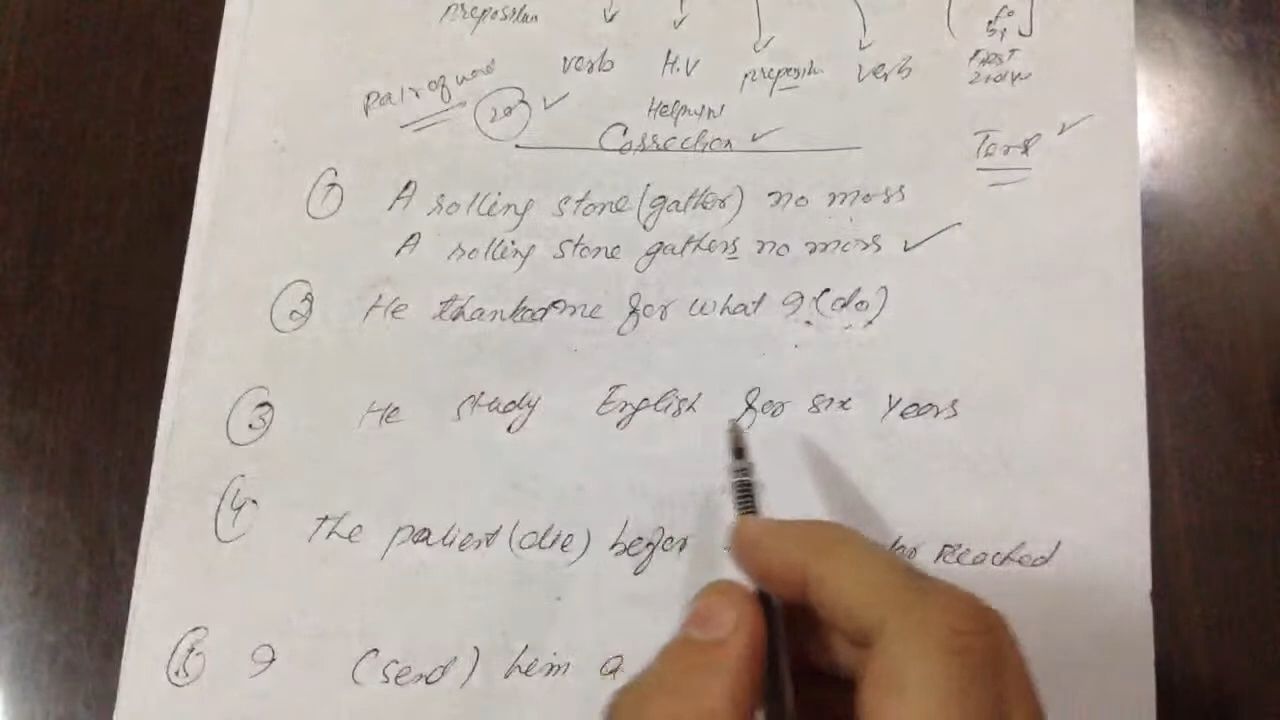 preposition
verb H.V preposition verb FIRST
Pair of word 20 Helping
Correction Tense
1 A rolling stone (gather) no moss
A rolling stone gathers no moss
2 He thanked me for what I (do)
3 He study English for six years
4 The patient (die) befor reached
5 I (send) him a